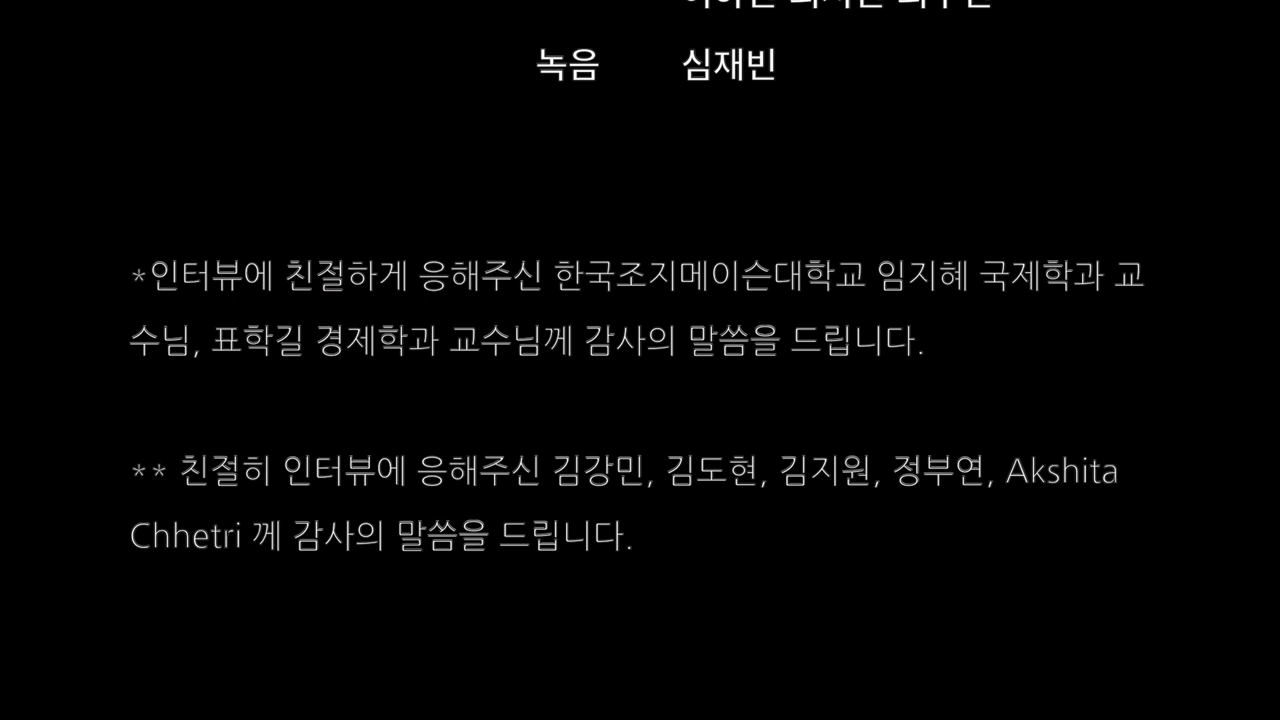 녹음 심재빈
*인터뷰에 친절하게 응해주신 한국조지메이슨대학교 임지혜 국제학과 교
수님, 표학길 경제학과 교수님께 감사의 말씀을 드립니다.
** 친절히 인터뷰에 응해주신 김강민, 김도현, 김지원, 정부연, Akshita
Chhetri 께 감사의 말씀을 드립니다.